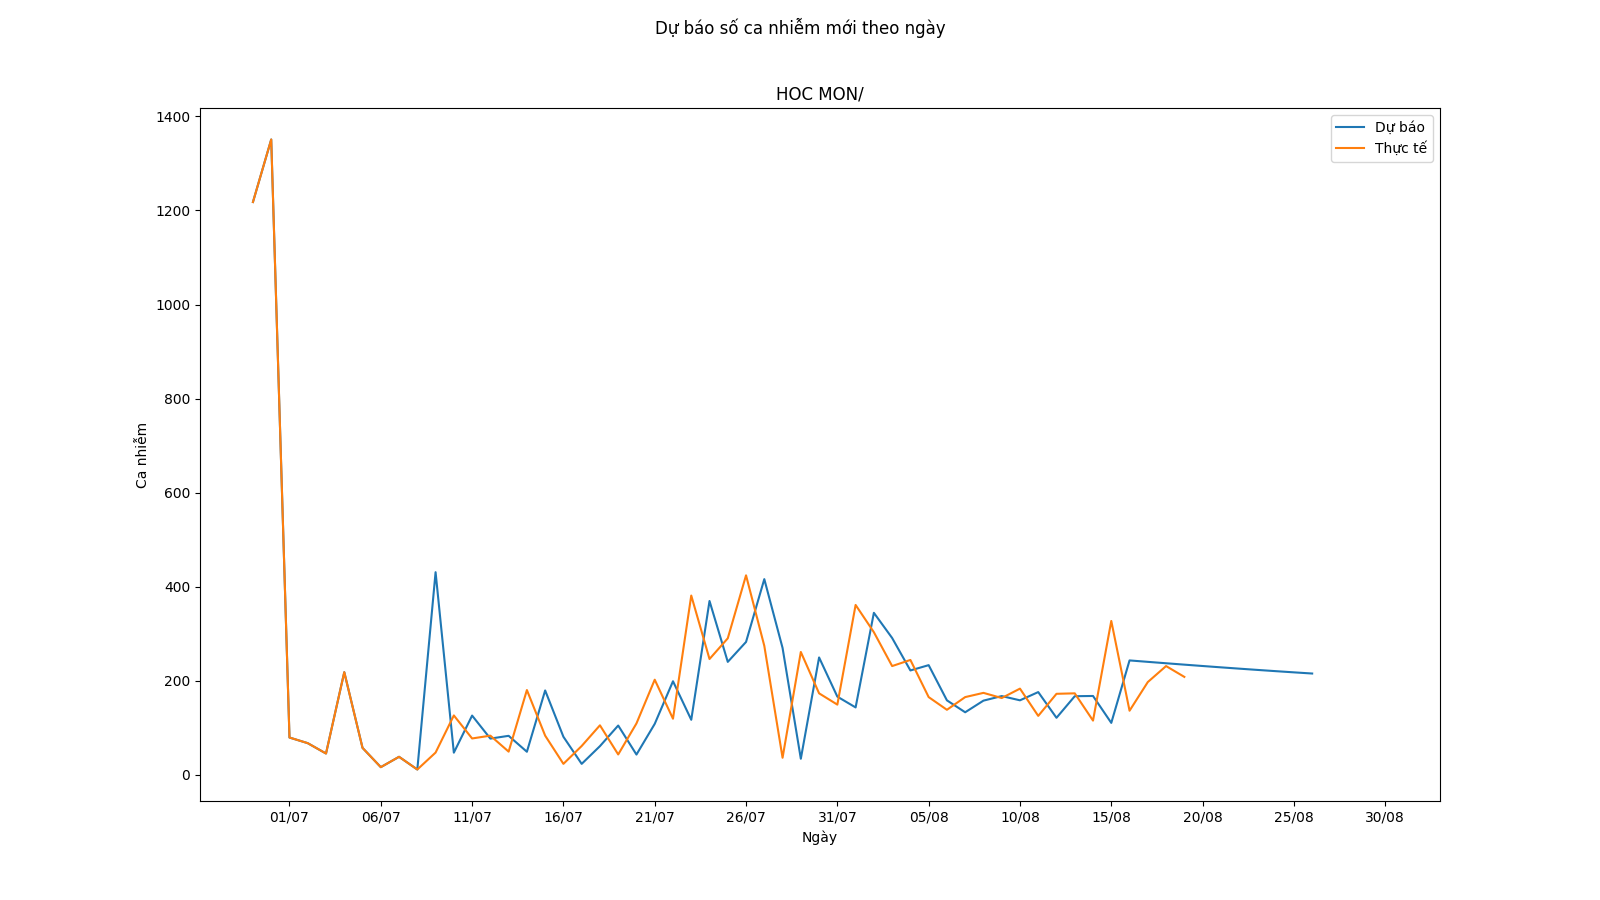 Dự báo số ca nhiễm mới theo ngày
HOC MON/
Dự báo
Thực tế
Ca nhiễm
1400
1200
1000
800
600
400
200
0
01/07 06/07 11/07 16/07 21/07 26/07 31/07 05/08 10/08 15/08 20/08 25/08 30/08
Ngày